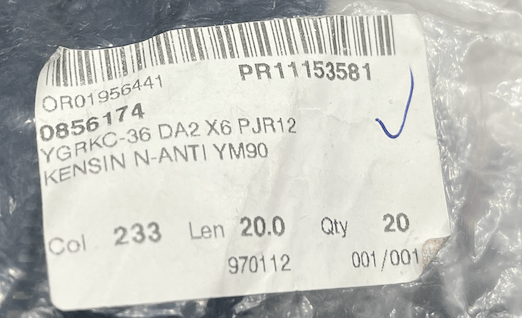 PR11153581
OR01956441
0856174
YGRKC-36 DA2 X6 PJR12
KENSIN N-ANTI YM90
Col 233 Len 20.0 Qty 20
970112 001/001